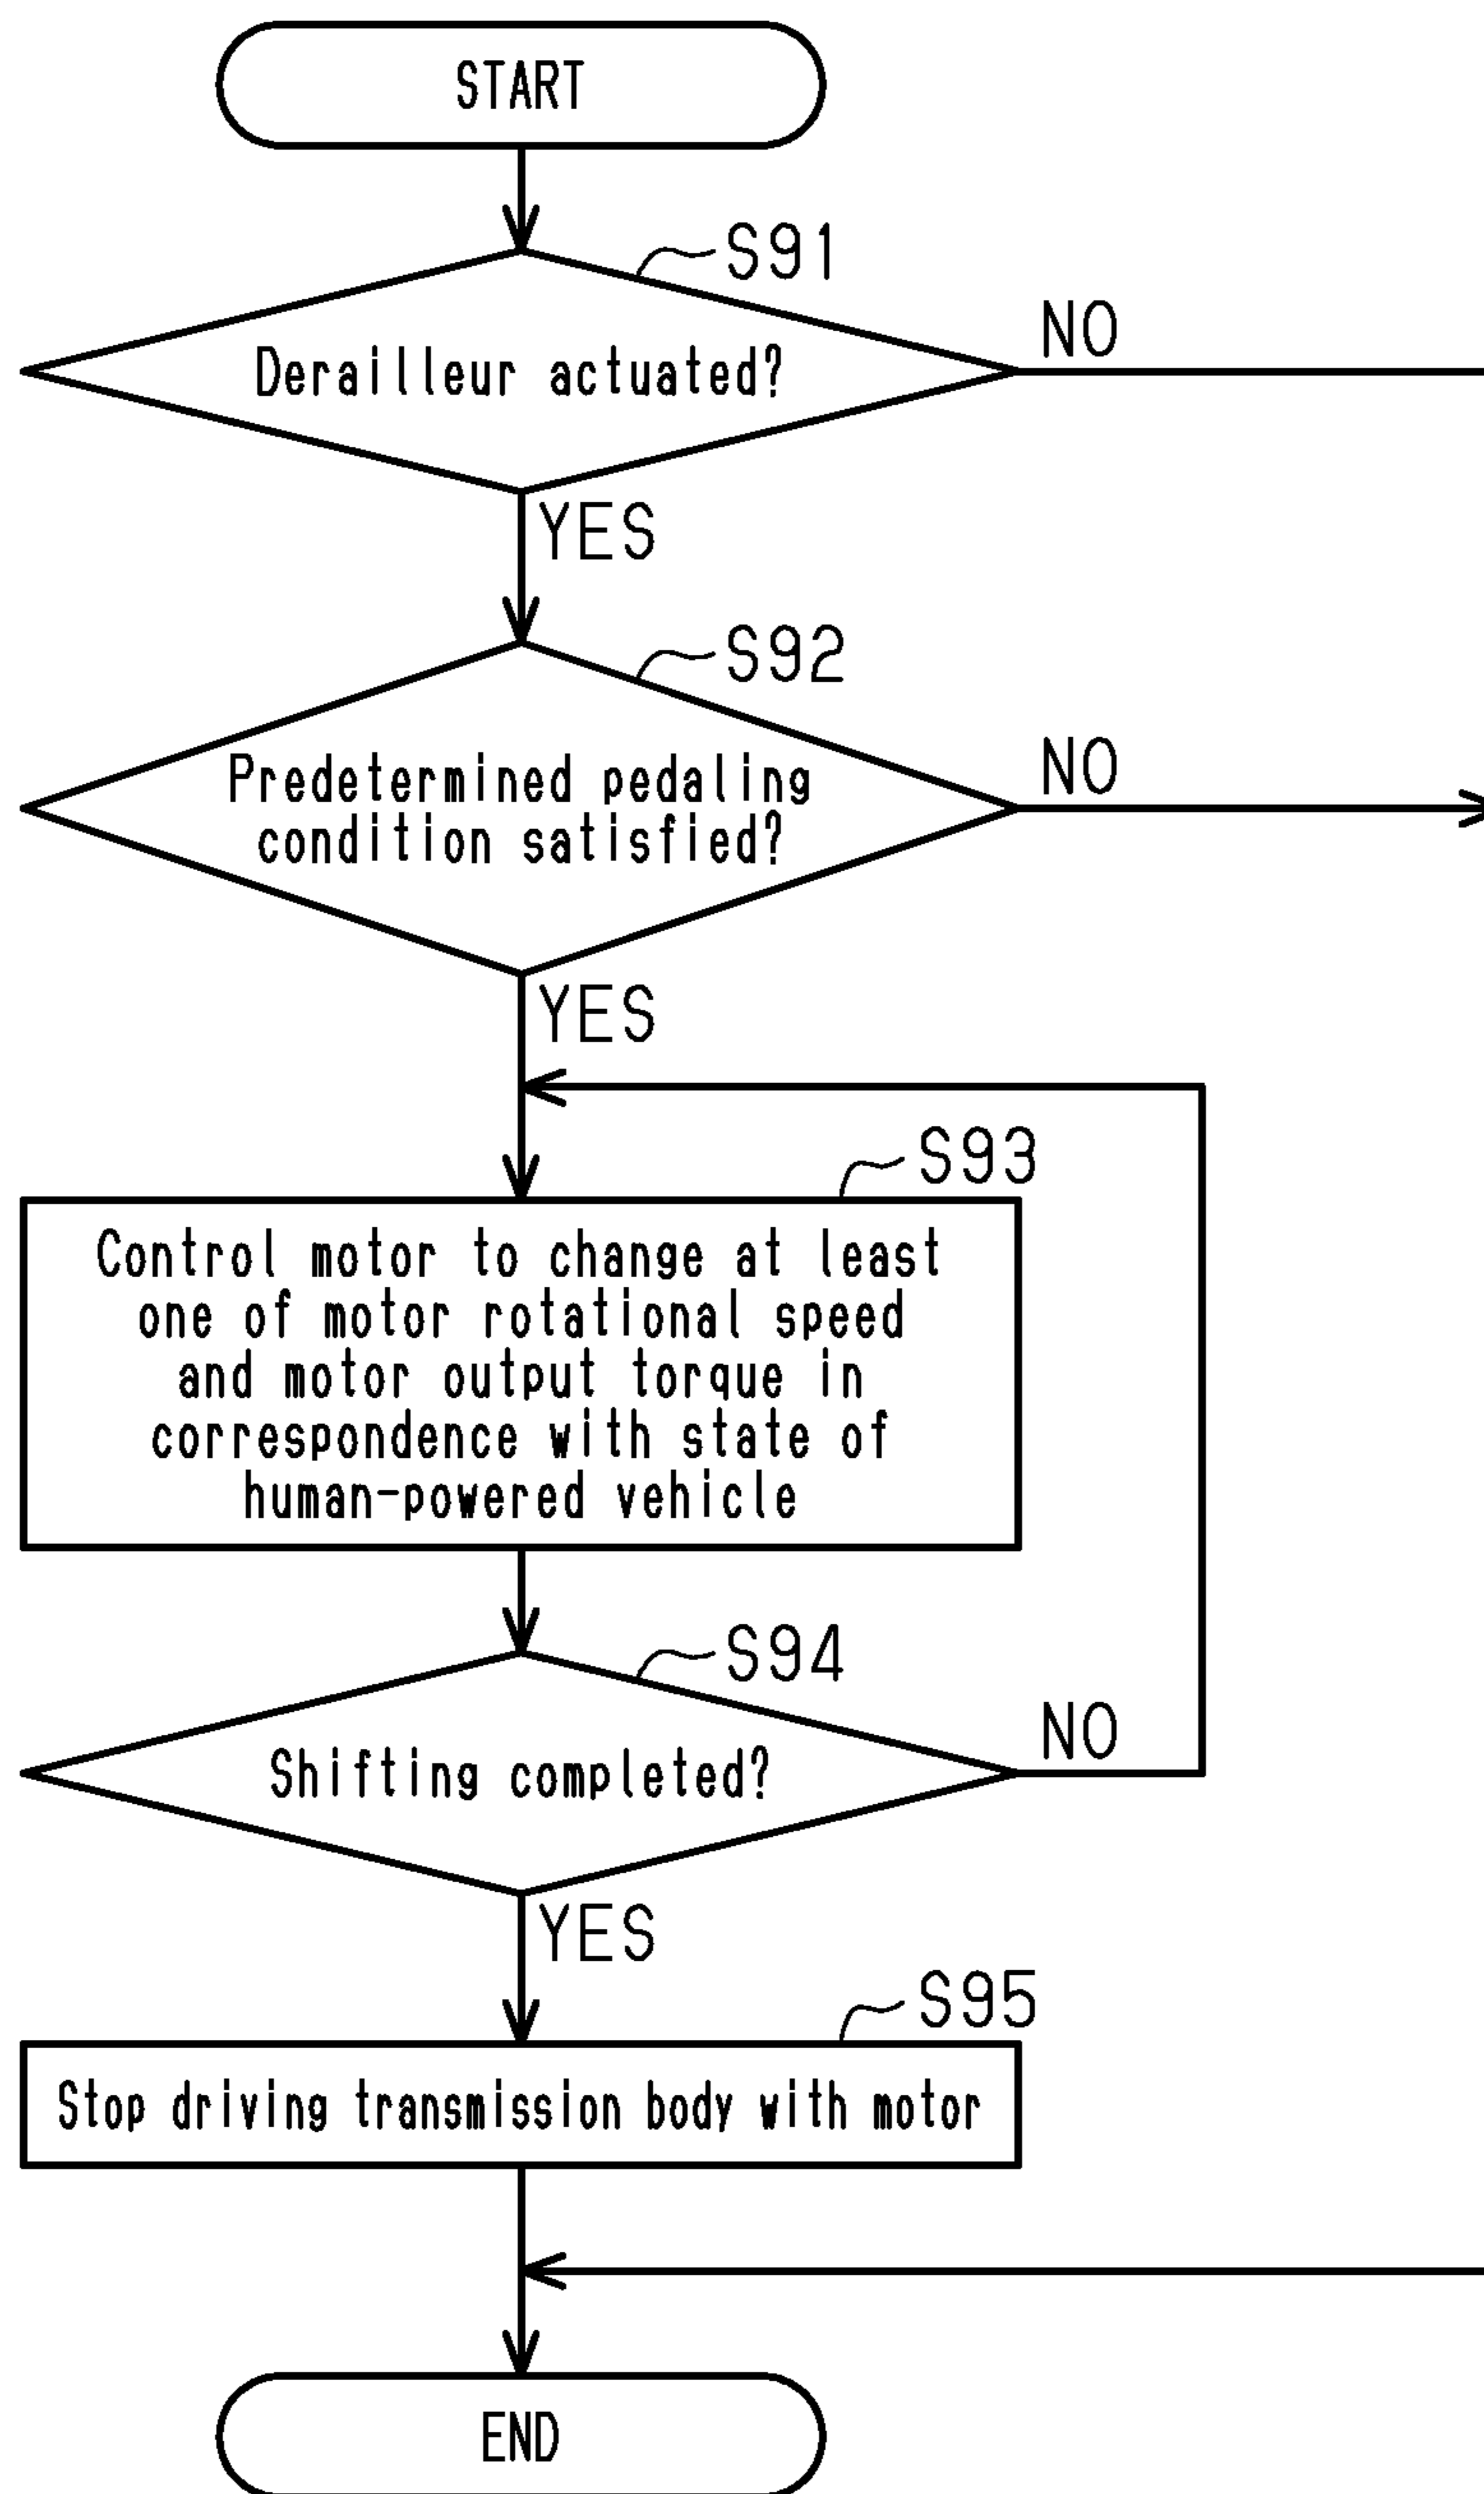 START
S91
Derailleur actuated?
NO
YES
S92
Predetermined pedaling
condition satisfied?
NO
YES
S93
Control motor to change at least
one of motor rotational speed
and motor output torque in
correspondence with state of
human-powered vehicle
S94
Shifting completed?
NO
YES
S95
Stop driving transmission body with motor
END